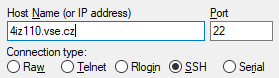 Host Name (or IP address) Port
4iz110.vse.cz 22
Connection type:
Raw Telnet Rlogin SSH Serial